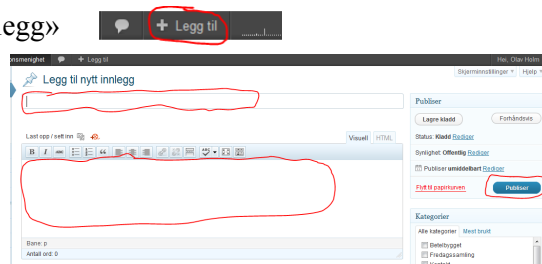 legg»
+ Legg til
onsmenighet + Legg til Hei, Olav Holm
Skjerminnstillinger Hjelp
Legg til nytt innlegg
Publiser
Lagre kladd Forhåndsvis
Last opp / sett inn Visuell HTML
Status: Kladd Rediger
B I ABC
Synlighet: Offentlig Rediger
Publiser umiddelbart Rediger
Flytt til papirkurven Publiser
Kategorier
Alle kategorier Mest brukt
Bane: p
Betelbygget
Antall ord: 0
Fredagssamling
Kontakt